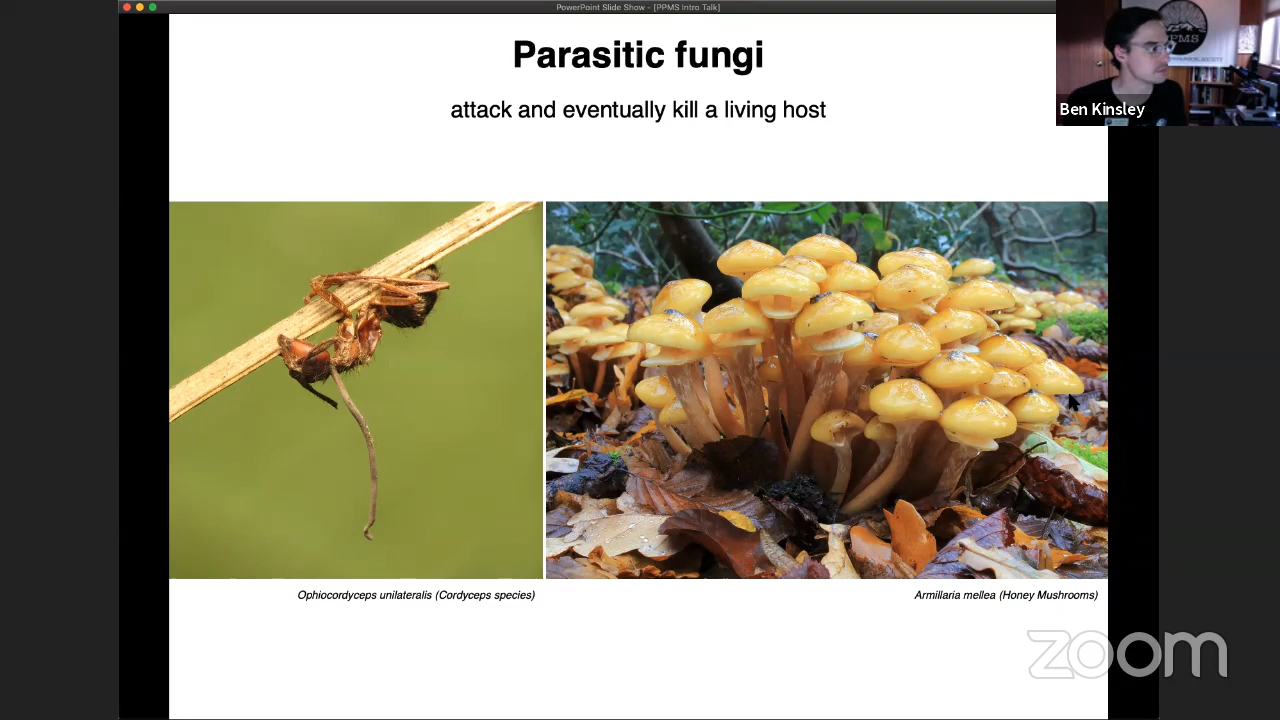 PowerPoint Slide Show - [PPMS Intro Talk]
Parasitic fungi
attack and eventually kill a living host
Ben Kinsley
Ophiocordyceps unilateralis (Cordyceps species)
Armillaria mellea (Honey Mushrooms)
zoom